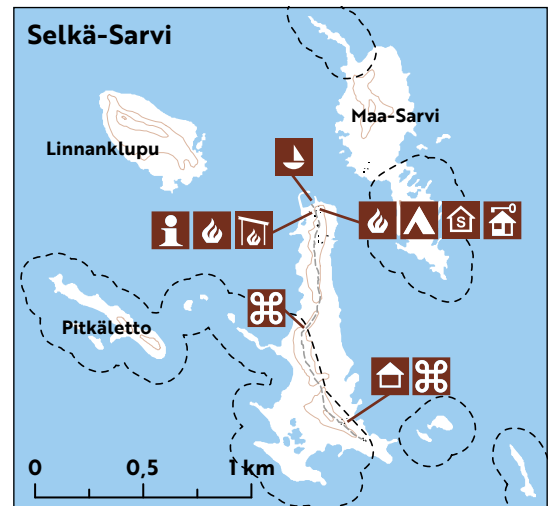 Selkä-Sarvi
Maa-Sarvi
Linnanklupu
S
Pitkäletto
0 0,5 1 km